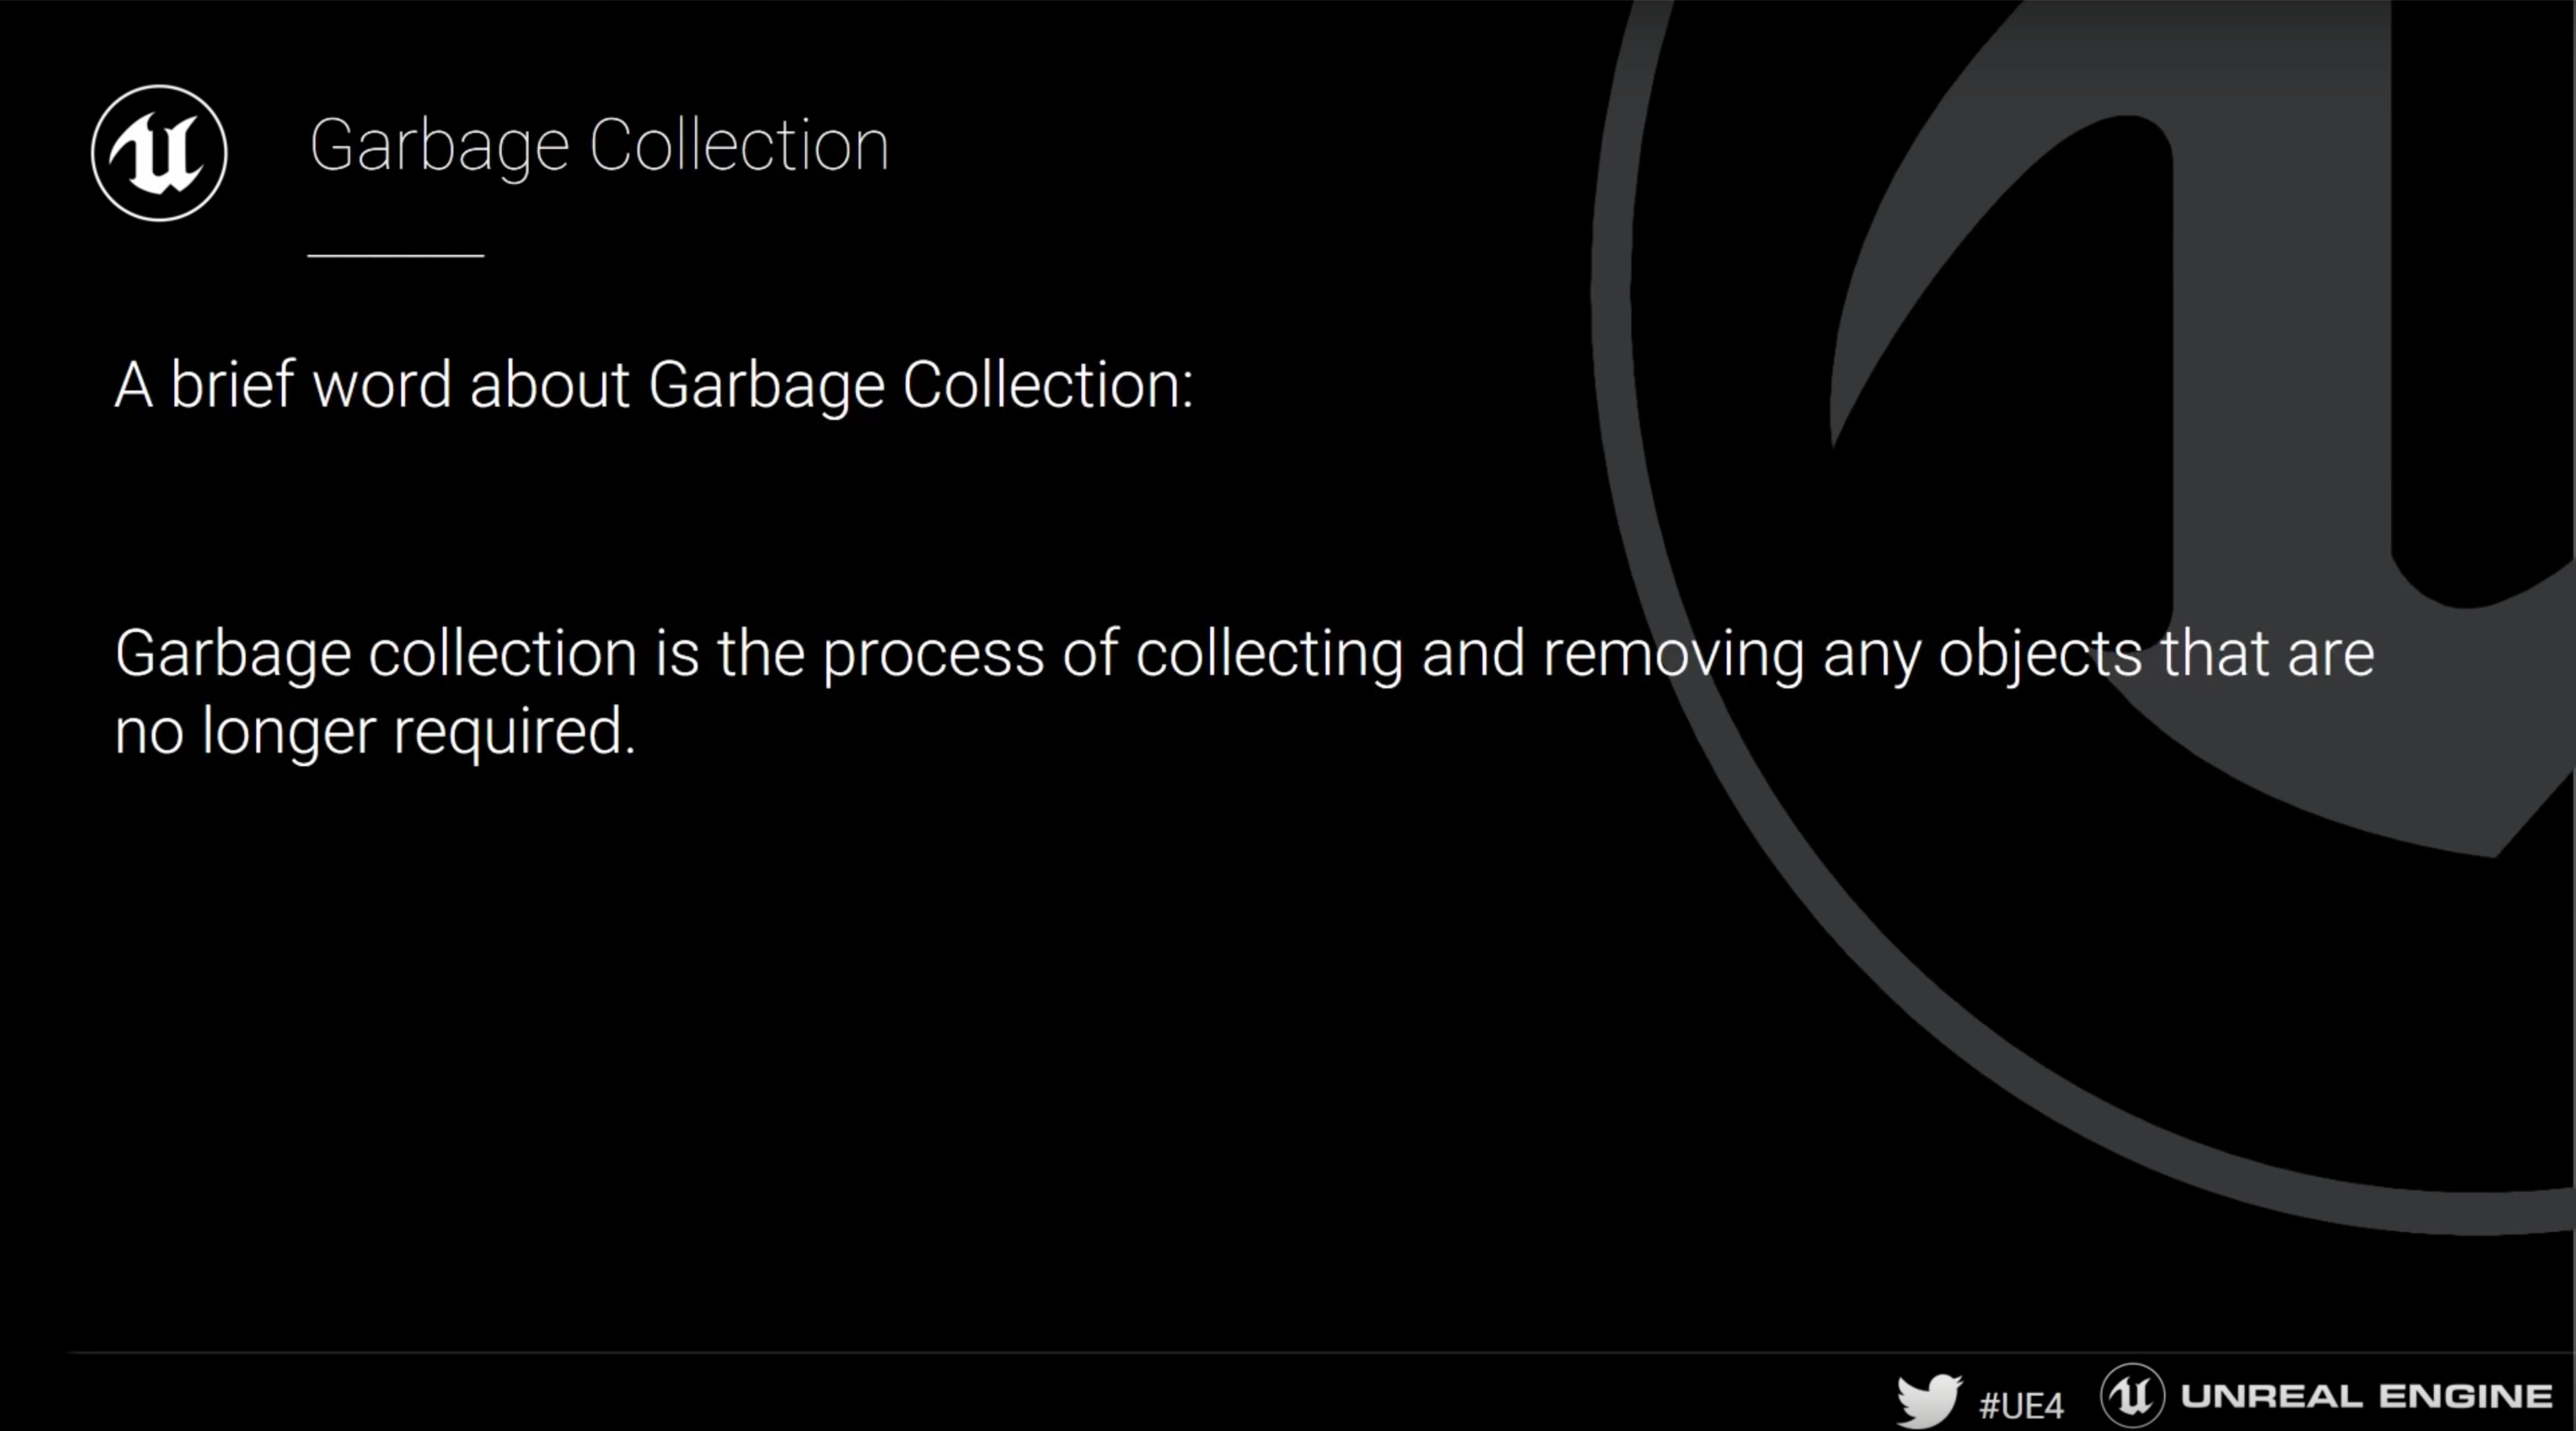 Garbage Collection
A brief word about Garbage Collection:
Garbage collection is the process of collecting and removing any objects that are
no longer required.
#UE4
UNREAL ENGINE